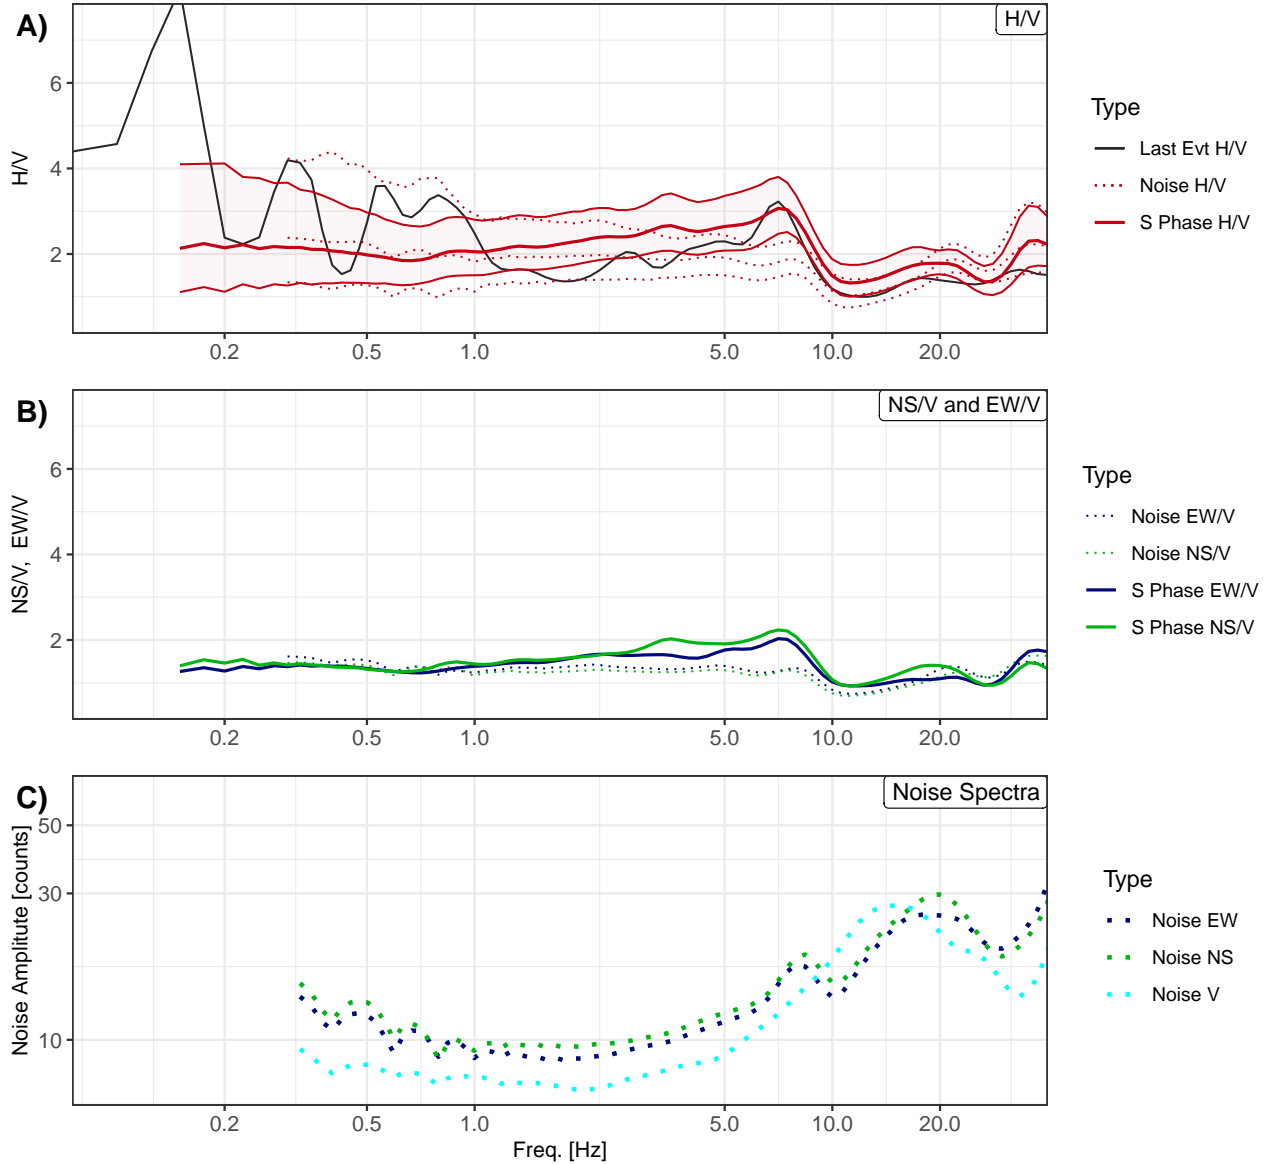 A)
H/V
6
4
2
H/V
0.2 0.5 1.0 5.0 10.0 20.0
Type
Last Evt H/V
Noise H/V
S Phase H/V
B)
NS/V and EW/V
6
4
2
NS/V, EW/V
0.2 0.5 1.0 5.0 10.0 20.0
Type
Noise EW/V
Noise NS/V
S Phase EW/V
S Phase NS/V
C)
Noise Spectra
50
30
10
Noise Amplitude [counts]
0.2 0.5 1.0 5.0 10.0 20.0
Freq. [Hz]
Type
Noise EW
Noise NS
Noise V